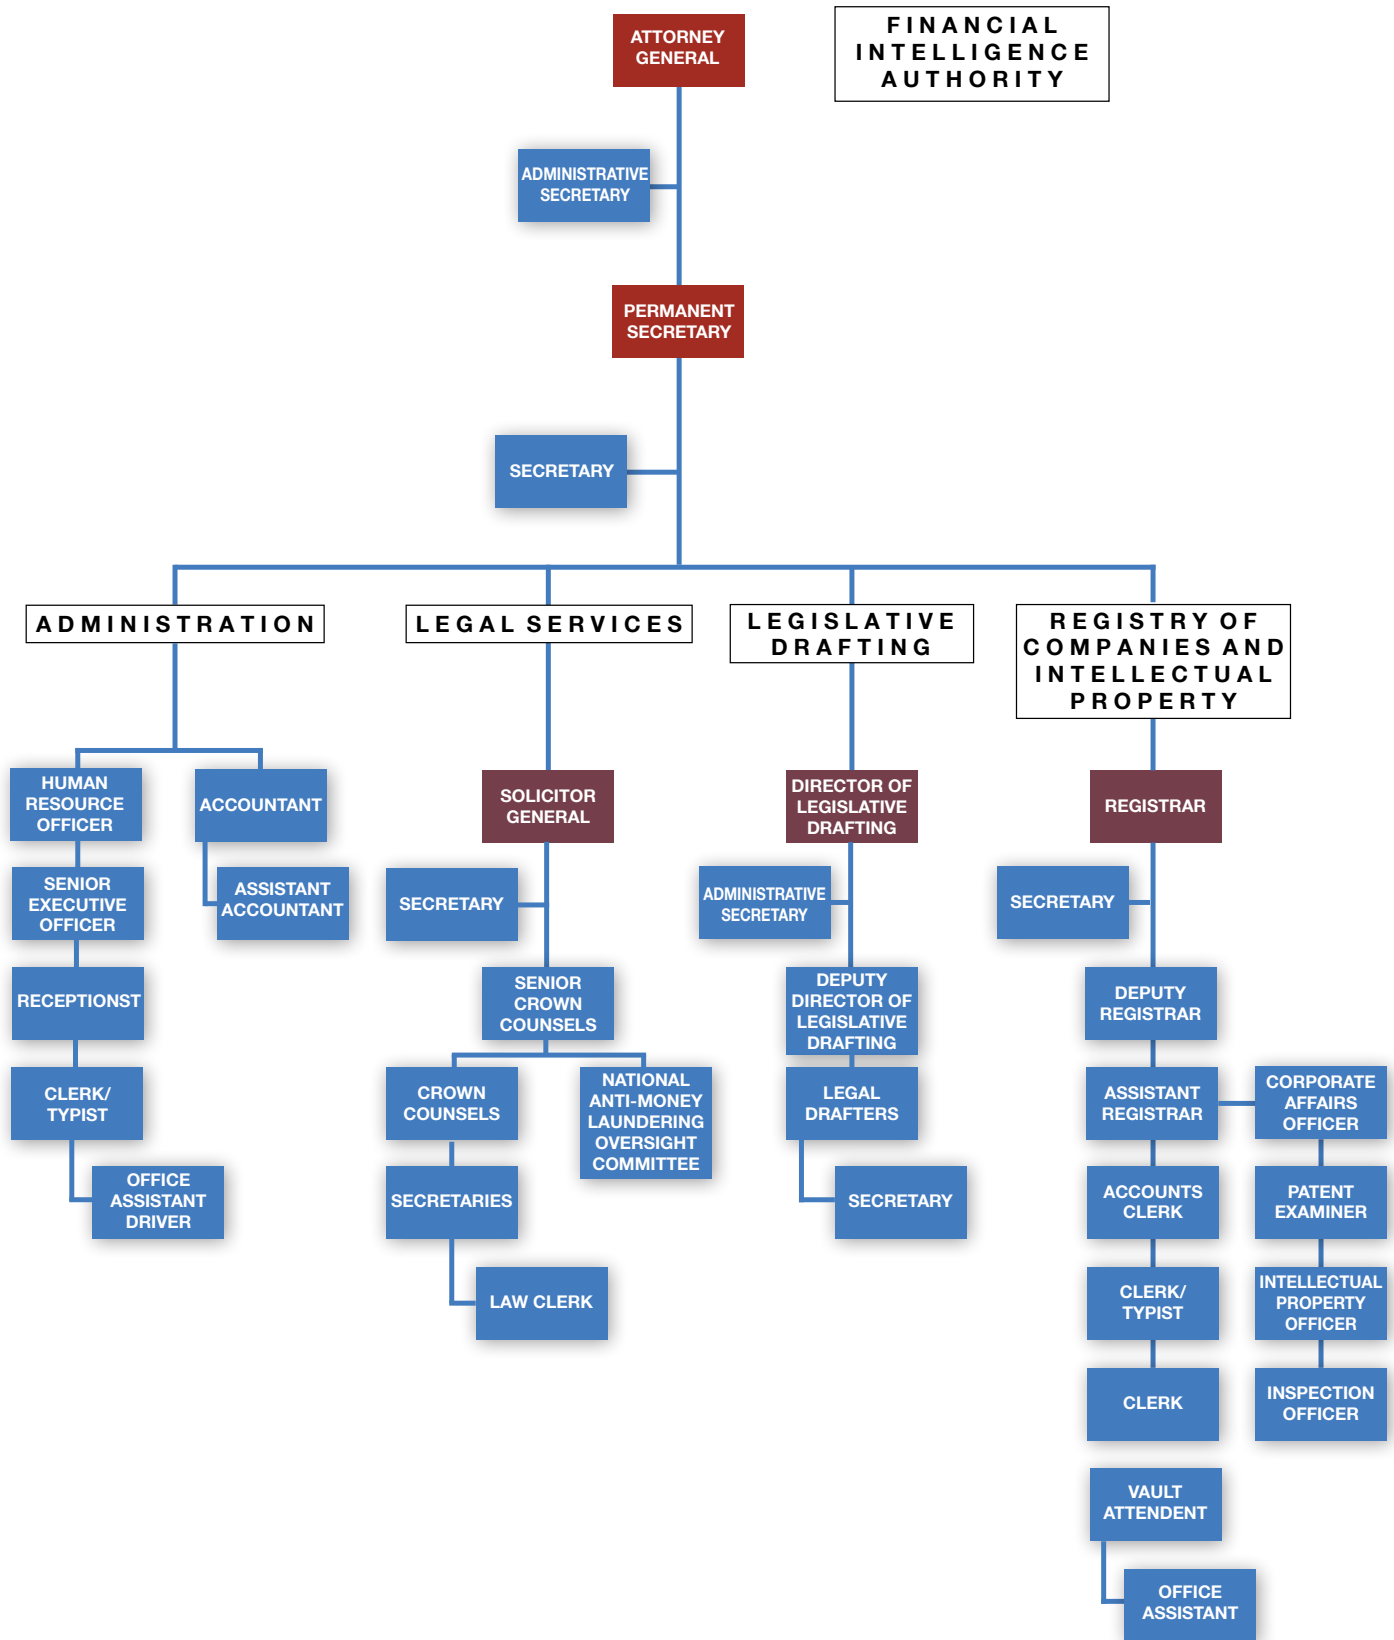 ATTORNEY
GENERAL
FINANCIAL
INTELLIGENCE
AUTHORITY
ADMINISTRATIVE
SECRETARY
PERMANENT
SECRETARY
SECRETARY
ADMINISTRATION
LEGAL SERVICES
LEGISLATIVE
DRAFTING
REGISTRY OF
COMPANIES AND
INTELLECTUAL
PROPERTY
HUMAN
RESOURCE
OFFICER
ACCOUNTANT
SENIOR
EXECUTIVE
OFFICER
ASSISTANT
ACCOUNTANT
RECEPTIONST
CLERK/
TYPIST
OFFICE
ASSISTANT
DRIVER
SOLICITOR
GENERAL
SECRETARY
SENIOR
CROWN
COUNSELS
CROWN
COUNSELS
NATIONAL
ANTI-MONEY
LAUNDERING
OVERSIGHT
COMMITTEE
SECRETARIES
LAW CLERK
DIRECTOR OF
LEGISLATIVE
DRAFTING
ADMINISTRATIVE
SECRETARY
DEPUTY
DIRECTOR OF
LEGISLATIVE
DRAFTING
LEGAL
DRAFTERS
SECRETARY
REGISTRAR
SECRETARY
DEPUTY
REGISTRAR
ASSISTANT
REGISTRAR
CORPORATE
AFFAIRS
OFFICER
ACCOUNTS
CLERK
PATENT
EXAMINER
CLERK/
TYPIST
INTELLECTUAL
PROPERTY
OFFICER
CLERK
INSPECTION
OFFICER
VAULT
ATTENDENT
OFFICE
ASSISTANT